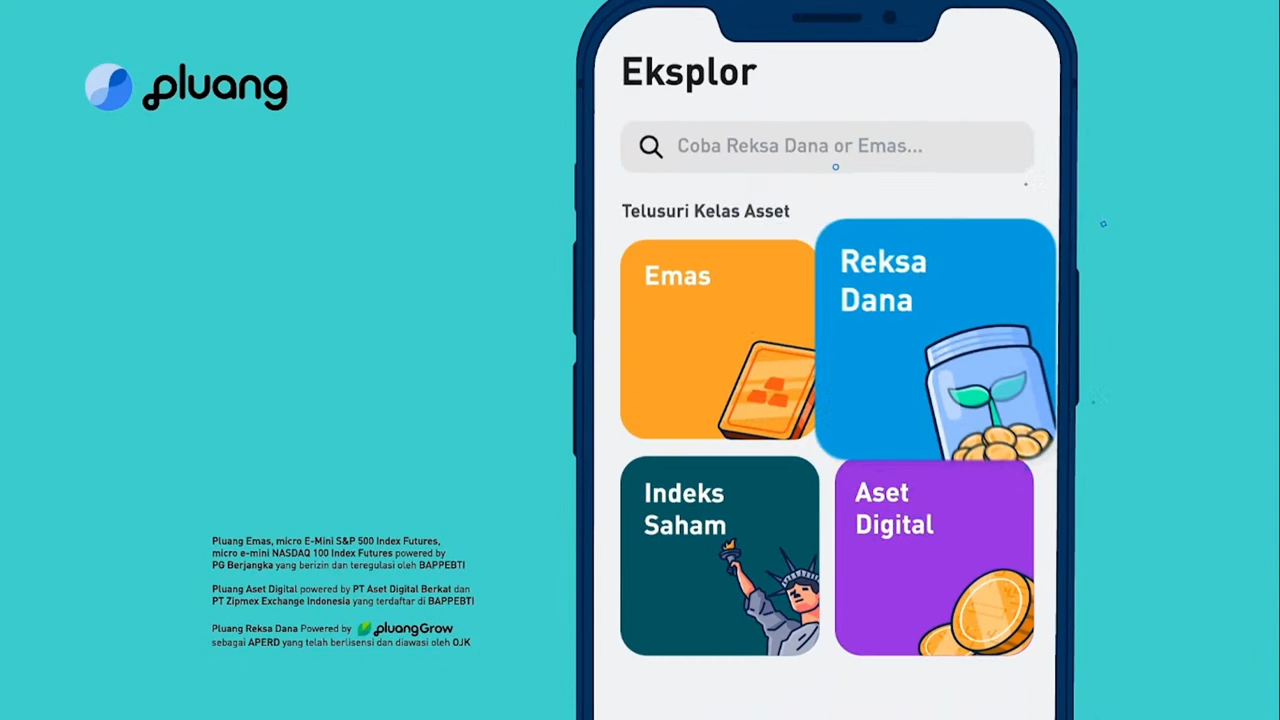 pluang
Eksplor
Coba Reksa Dana or Emas...
Telusuri Kelas Asset
Emas
Reksa
Dana
Indeks
Saham
Aset
Digital
Pluang Emas, micro E-Mini S&P 500 Index Futures,
micro e-mini NASDAQ 100 Index Futures powered by
PG Berjangka yang berizin dan teregulasi oleh BAPPEBTI
Pluang Aset Digital powered by PT Aset Digital Berkat dan
PT Zipmex Exchange Indonesia yang terdaftar di BAPPEBTI
Pluang Reksa Dana Powered by pluangGrow
sebagai APERD yang telah berlisensi dan diawasi oleh OJK